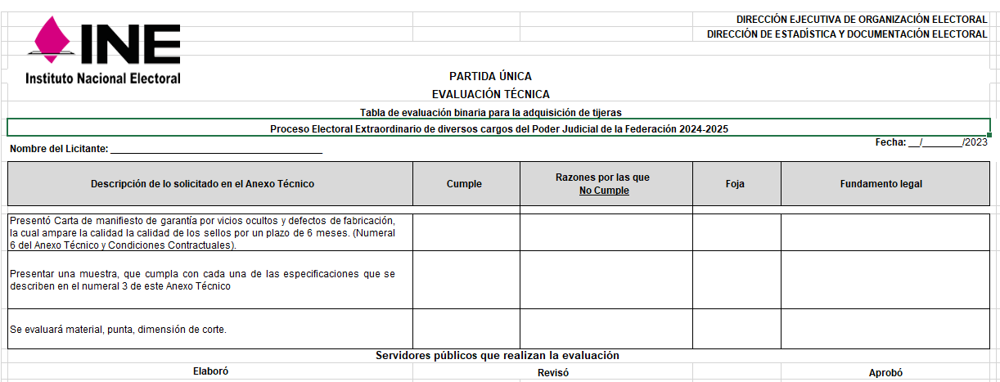 INE
Instituto Nacional Electoral
DIRECCIÓN EJECUTIVA DE ORGANIZACIÓN ELECTORAL
DIRECCIÓN DE ESTADÍSTICA Y DOCUMENTACIÓN ELECTORAL
PARTIDA ÚNICA
EVALUACIÓN TÉCNICA
Tabla de evaluación binaria para la adquisición de tijeras
Proceso Electoral Extraordinario de diversos cargos del Poder Judicial de la Federación 2024-2025
Fecha: __/_______/2023
Nombre del Licitante: ______________________________________
Descripción de lo solicitado en el Anexo Técnico
Cumple
Razones por las que
No Cumple
Foja
Fundamento legal
Presentó Carta de manifiesto de garantía por vicios ocultos y defectos de fabricación,
la cual ampare la calidad la calidad de los sellos por un plazo de 6 meses. (Numeral
6 del Anexo Técnico y Condiciones Contractuales).
Presentar una muestra, que cumpla con cada una de las especificaciones que se
describen en el numeral 3 de este Anexo Técnico
Se evaluará material, punta, dimensión de corte.
Servidores públicos que realizan la evaluación
Elaboró
Revisó
Aprobó